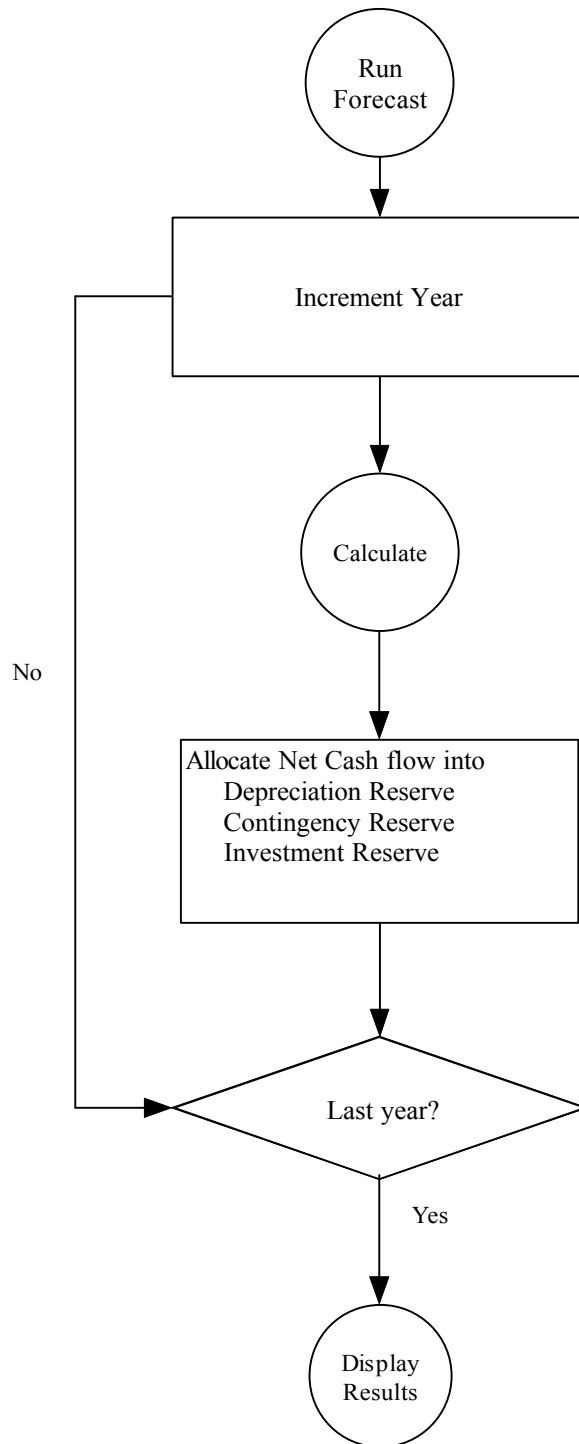 Run
Forecast
Increment Year
Calculate
No
Allocate Net Cash flow into
Depreciation Reserve
Contingency Reserve
Investment Reserve
Last year?
Yes
Display
Results